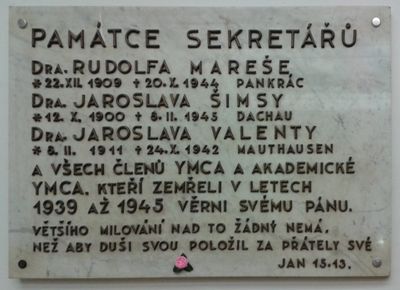 PAMÁTCE SEKRETÁŘŮ
DRA. RUDOLFA MAREŠE
* 22.XII. 1909 ✝ 20.X. 1944 PANKRÁC
DRA. JAROSLAVA ŠIMSY
* 12.X. 1900 ✝ 8.II. 1945 DACHAU
DRA. JAROSLAVA VALENTY
* 8.II. 1911 ✝ 24.X. 1942 MAUTHAUSEN
A VŠECH ČLENŮ YMCA A AKADEMICKÉ
YMCA, KTEŘÍ ZEMŘELI V LETECH
1939 AŽ 1945 VĚRNI SVÉMU PÁNU.
VĚTŠÍHO MILOVÁNÍ NAD TO ŽÁDNÝ NEMÁ,
NEŽ ABY DUŠI SVOU POLOŽIL ZA PŘÁTELY SVÉ
JAN 15.13.